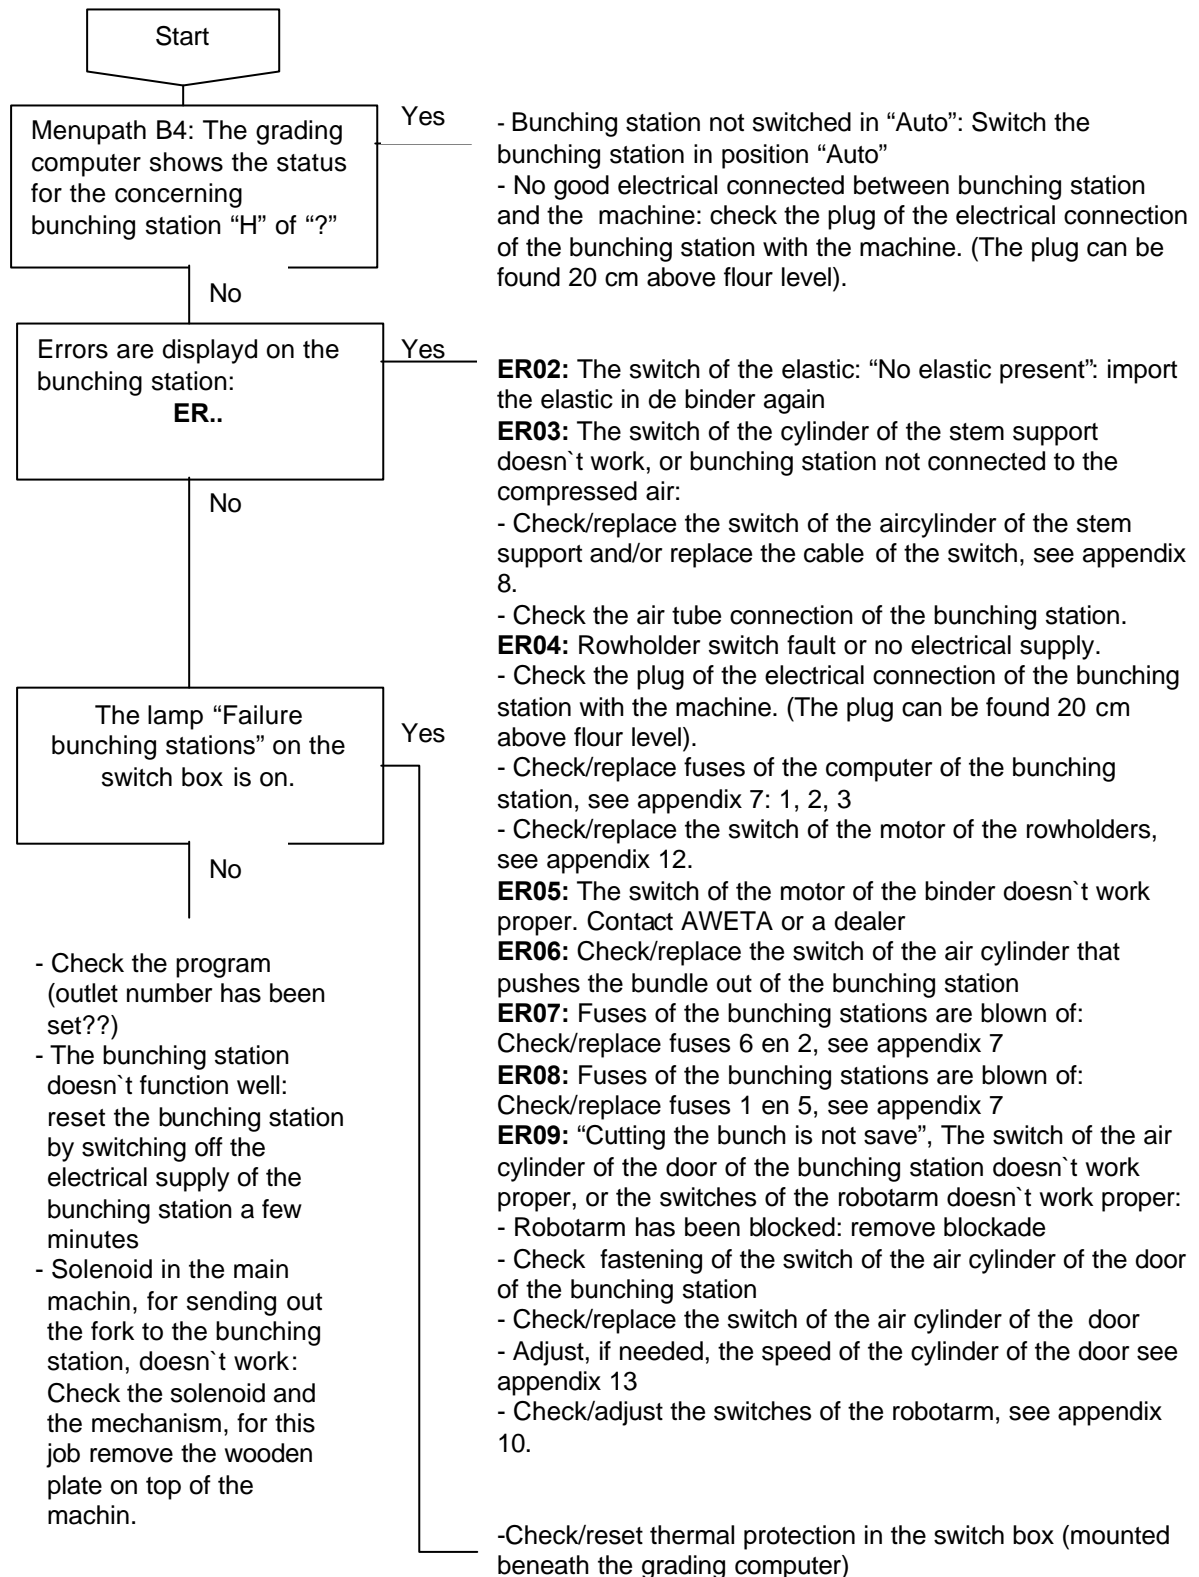 Start
Menupath B4: The grading
computer shows the status
for the concerning
bunching station “H” of “?”
Yes
- Bunching station not switched in “Auto”: Switch the
bunching station in position “Auto”
- No good electrical connected between bunching station
and the machine: check the plug of the electrical connection
of the bunching station with the machine. (The plug can be
found 20 cm above flour level).
No
Errors are displayd on the
bunching station:
ER..
Yes
ER02: The switch of the elastic: “No elastic present”: import
the elastic in de binder again
ER03: The switch of the cylinder of the stem support
doesn`t work, or bunching station not connected to the
compressed air:
- Check/replace the switch of the aircylinder of the stem
support and/or replace the cable of the switch, see appendix
8.
- Check the air tube connection of the bunching station.
ER04: Rowholder switch fault or no electrical supply.
- Check the plug of the electrical connection of the bunching
station with the machine. (The plug can be found 20 cm
above flour level).
- Check/replace fuses of the computer of the bunching
station, see appendix 7: 1, 2, 3
- Check/replace the switch of the motor of the rowholders,
see appendix 12.
ER05: The switch of the motor of the binder doesn`t work
proper. Contact AWETA or a dealer
ER06: Check/replace the switch of the air cylinder that
pushes the bundle out of the bunching station
ER07: Fuses of the bunching stations are blown of:
Check/replace fuses 6 en 2, see appendix 7
ER08: Fuses of the bunching stations are blown of:
Check/replace fuses 1 en 5, see appendix 7
ER09: “Cutting the bunch is not save”, The switch of the air
cylinder of the door of the bunching station doesn`t work
proper, or the switches of the robotarm doesn`t work proper:
- Robotarm has been blocked: remove blockade
- Check fastening of the switch of the air cylinder of the door
of the bunching station
- Check/replace the switch of the air cylinder of the door
- Adjust, if needed, the speed of the cylinder of the door see
appendix 13
- Check/adjust the switches of the robotarm, see appendix
10.
No
The lamp “Failure
bunching stations” on the
switch box is on.
Yes
-Check/reset thermal protection in the switch box (mounted
beneath the grading computer)
No
- Check the program
(outlet number has been
set??)
- The bunching station
doesn`t function well:
reset the bunching station
by switching off the
electrical supply of the
bunching station a few
minutes
- Solenoid in the main
machin, for sending out
the fork to the bunching
station, doesn`t work:
Check the solenoid and
the mechanism, for this
job remove the wooden
plate on top of the
machin.